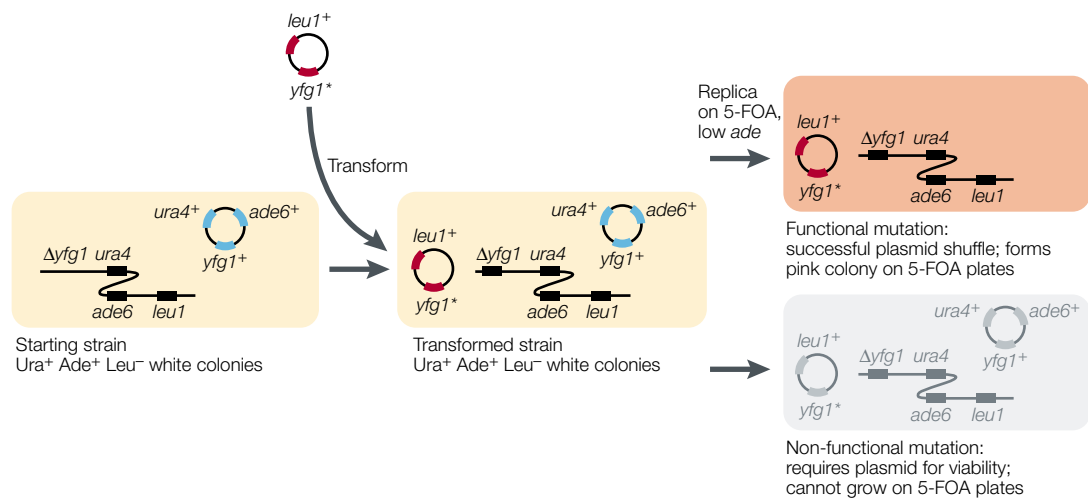 leu1⁺
yfg1*
Transform
ura4⁺ ade6⁺
yfg1⁺
Δyfg1 ura4
ade6 leu1
Starting strain
Ura⁺ Ade⁺ Leu⁻ white colonies
ura4⁺ ade6⁺
yfg1⁺
leu1⁺
yfg1*
Δyfg1 ura4
ade6 leu1
Transformed strain
Ura⁺ Ade⁺ Leu⁻ white colonies
Replica
on 5-FOA,
low ade
leu1⁺
yfg1*
Δyfg1 ura4
ade6 leu1
Functional mutation:
successful plasmid shuffle; forms
pink colony on 5-FOA plates
ura4⁺ ade6⁺
yfg1⁺
leu1⁺
yfg1*
Δyfg1 ura4
ade6 leu1
Non-functional mutation:
requires plasmid for viability;
cannot grow on 5-FOA plates